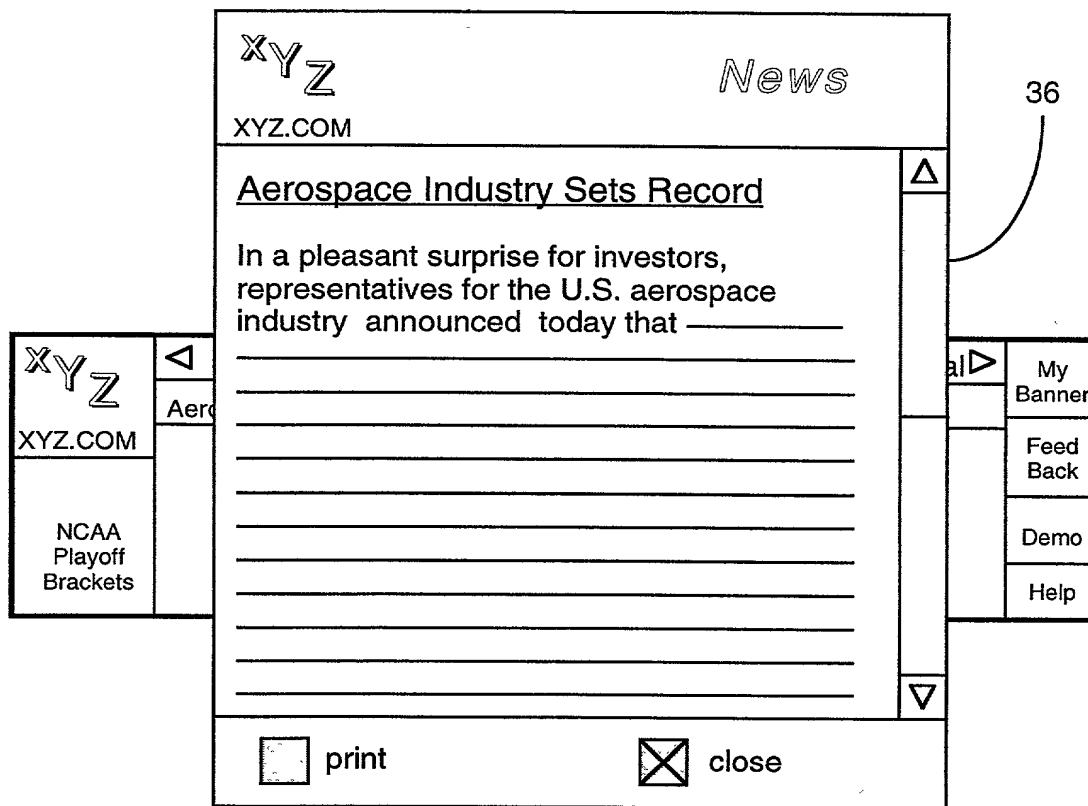 XYZ
News
XYZ.COM
36
Aerospace Industry Sets Record
In a pleasant surprise for investors,
representatives for the U.S. aerospace
industry announced today that
XYZ
XYZ.COM
NCAA
Playoff
Brackets
Aero
al
My
Banner
Feed
Back
Demo
Help
print
close